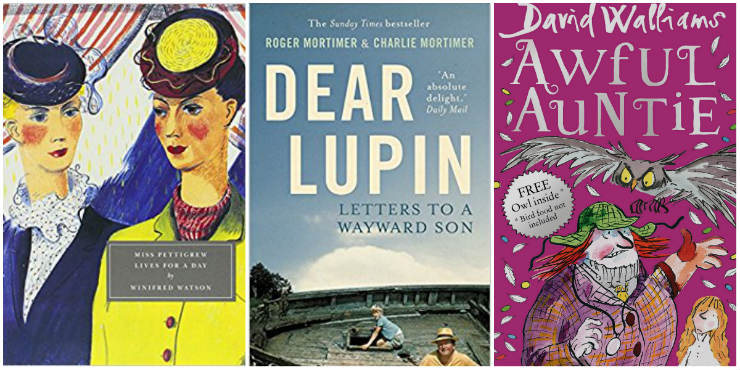 MISS PETTIGREW
LIVES FOR A DAY
by
WINIFRED WATSON
The Sunday Times bestseller
ROGER MORTIMER & CHARLIE MORTIMER
DEAR
'An
absolute
delight.'
Daily Mail
LUPIN
LETTERS TO A
WAYWARD SON
David Walliams
AWFUL
AUNTIE
FREE
Owl inside*
* Bird food not
included